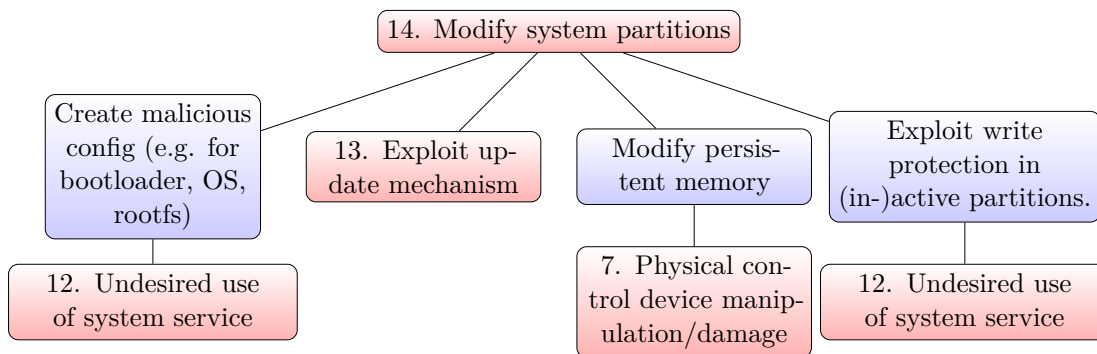 14. Modify system partitions
Create malicious
config (e.g. for
bootloader, OS,
rootfs)
13. Exploit up-
date mechanism
Modify persis-
tent memory
Exploit write
protection in
(in-)active partitions.
12. Undesired use
of system service
7. Physical con-
trol device manip-
ulation/damage
12. Undesired use
of system service